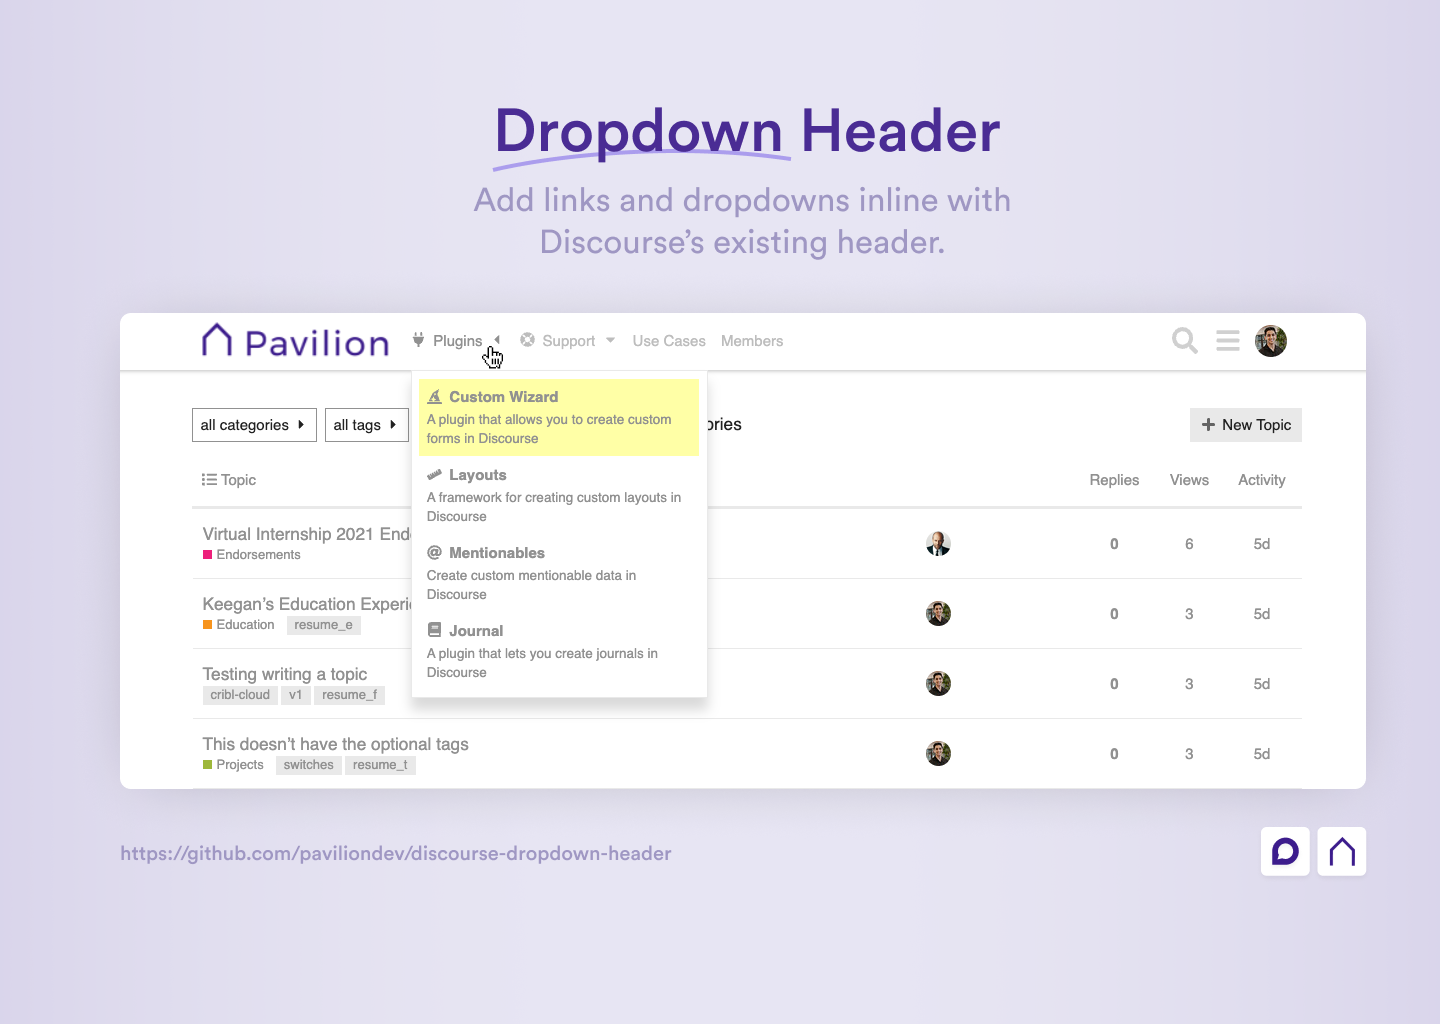 Dropdown Header
Add links and dropdowns inline with
Discourse’s existing header.
Pavilion
Plugins
Support
Use Cases
Members
Custom Wizard
A plugin that allows you to create custom
forms in Discourse
Layouts
A framework for creating custom layouts in
Discourse
Mentionables
Create custom mentionable data in
Discourse
Journal
A plugin that lets you create journals in
Discourse
all categories
all tags
ories
+ New Topic
Topic
Replies
Views
Activity
Virtual Internship 2021 End
Endorsements
0
6
5d
Keegan’s Education Experi
Education
resume_e
0
3
5d
Testing writing a topic
cribl-cloud
v1
resume_f
0
3
5d
This doesn’t have the optional tags
Projects
switches
resume_t
0
3
5d
https://github.com/paviliondev/discourse-dropdown-header